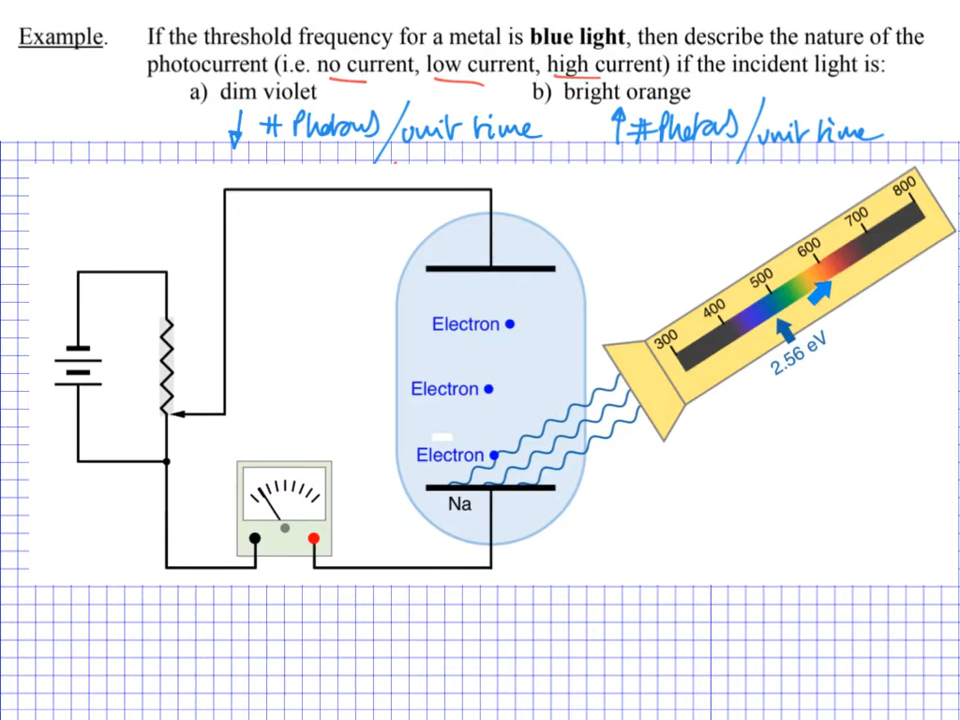 Example. If the threshold frequency for a metal is blue light, then describe the nature of the
photocurrent (i.e. no current, low current, high current) if the incident light is:
a) dim violet b) bright orange
↓ # Photons / unit time ↑ # Photons / unit time
300 400 500 600 700 800
2.56 eV
Electron
Electron
Electron
Na